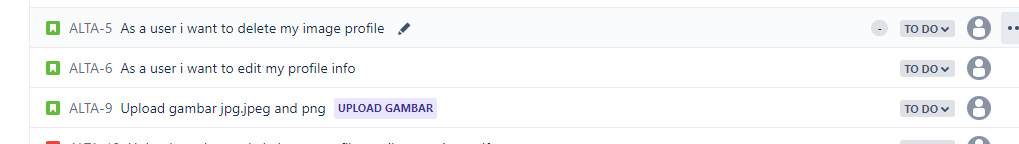 ALTA-5 As a user i want to delete my image profile - TO DO
ALTA-6 As a user i want to edit my profile info TO DO
ALTA-9 Upload gambar jpg.jpeg and png UPLOAD GAMBAR TO DO